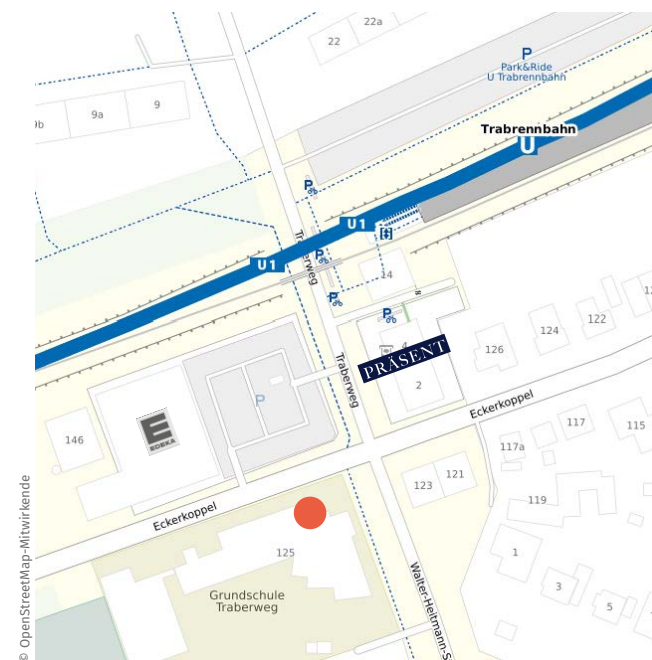 22a
22
P
Park&Ride
U Trabrennbahn
9
9a
9b
Trabrennbahn
U
P
U1
U1
P
Traberweg
P
14
8
P
4
PRÄSENT
2
Traberweg
P
EDEKA
146
126
124
122
Eckerkoppel
117a
117
115
123
121
119
Eckerkoppel
125
Grundschule
Traberweg
1
3
5
Walter-Heitmann-S
© OpenStreetMap-Mitwirkende